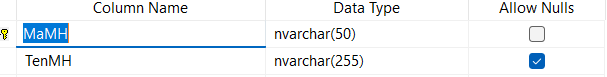 Column Name Data Type Allow Nulls
MaMH nvarchar(50)
TenMH nvarchar(255)